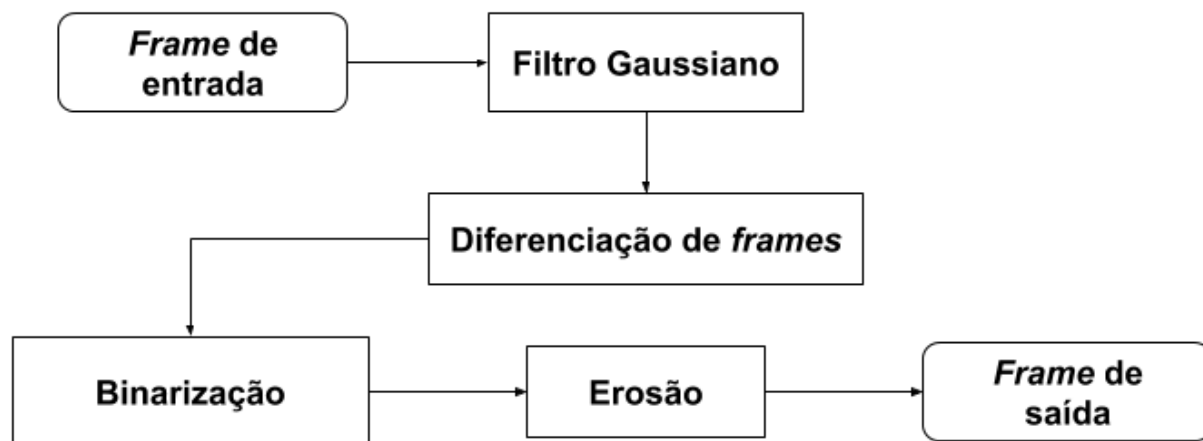 Frame de
entrada
Filtro Gaussiano
Diferenciação de frames
Binarização
Erosão
Frame de
saída